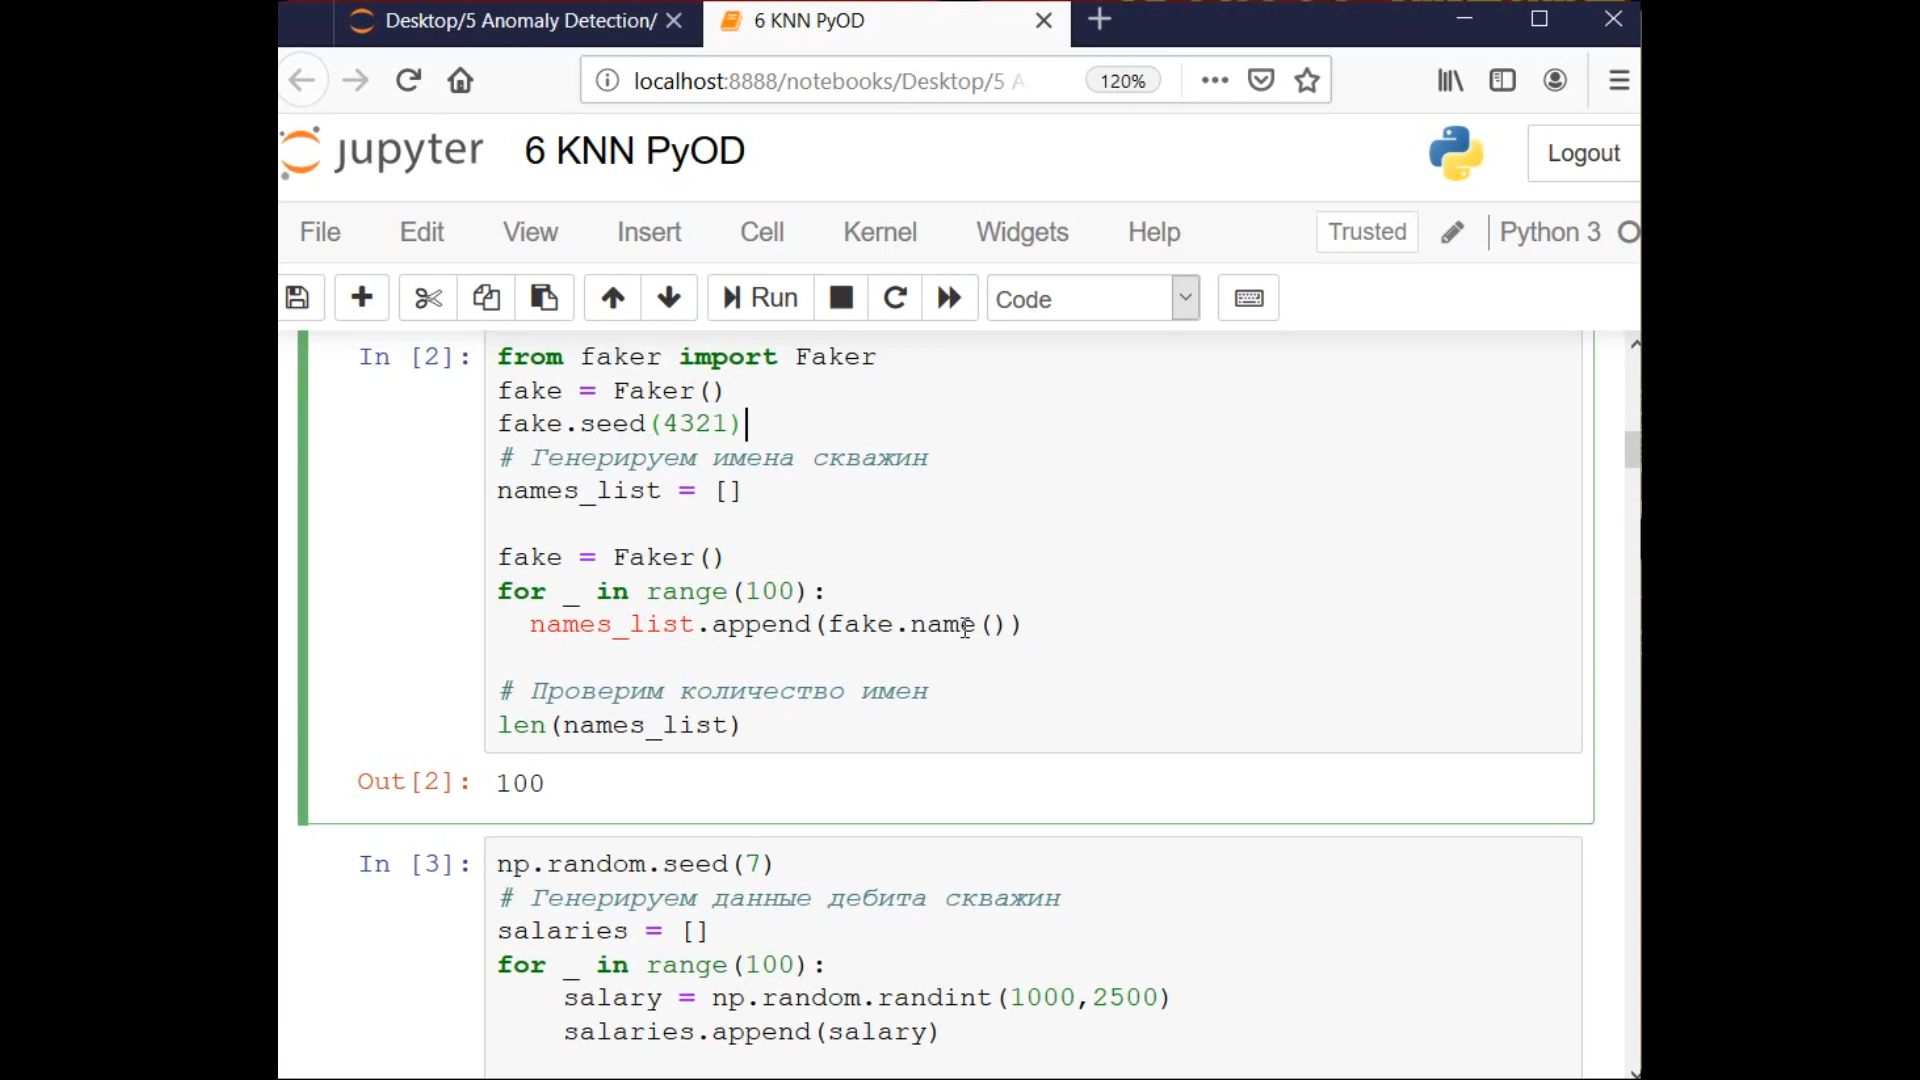 Desktop/5 Anomaly Detection/
6 KNN PyOD
localhost:8888/notebooks/Desktop/5 A
120%
jupyter
6 KNN PyOD
Logout
File Edit View Insert Cell Kernel Widgets Help Trusted Python 3
Run Code
In [2]: from faker import Faker
fake = Faker()
fake.seed(4321)
# Генерируем имена скважин
names_list = []
fake = Faker()
for _ in range(100):
names_list.append(fake.name())
# Проверим количество имен
len(names_list)
Out[2]: 100
In [3]: np.random.seed(7)
# Генерируем данные дебита скважин
salaries = []
for _ in range(100):
salary = np.random.randint(1000,2500)
salaries.append(salary)